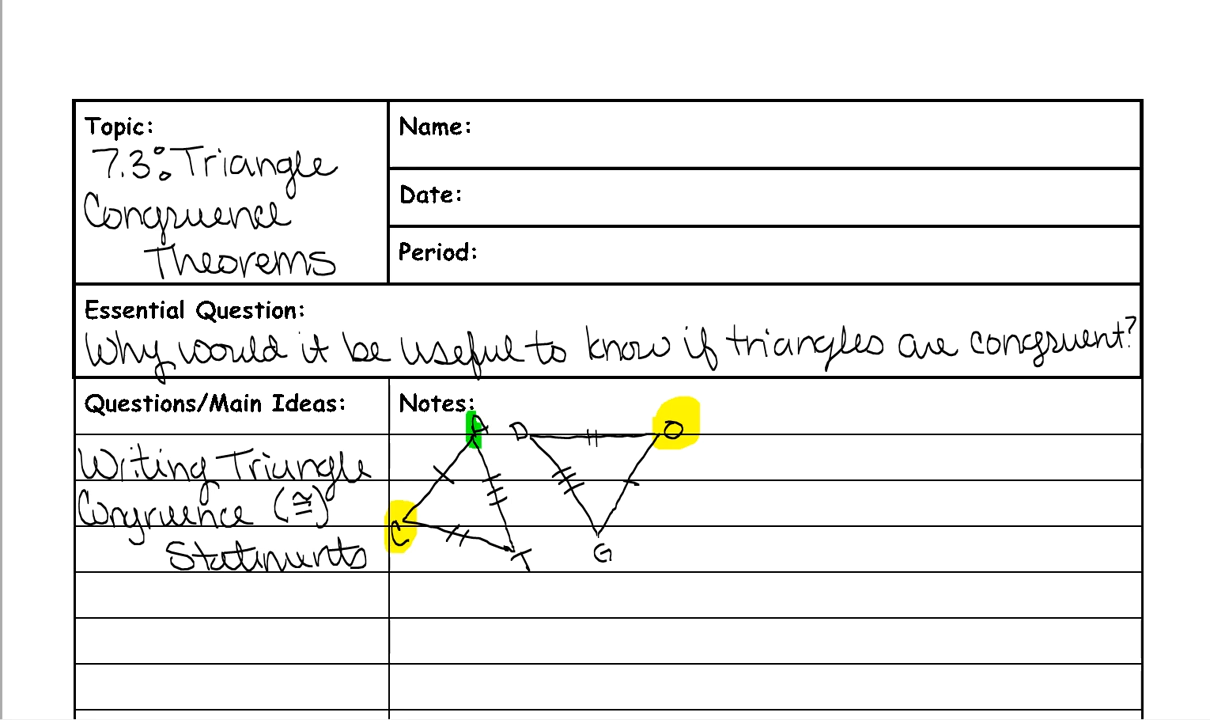 Topic:
7.3: Triangle
Congruence
Theorems
Name:
Date:
Period:
Essential Question:
Why would it be useful to know if triangles are congruent?
Questions/Main Ideas:
Writing Triangle
Congruence (≅)
Statements
Notes:
A D O
C T G